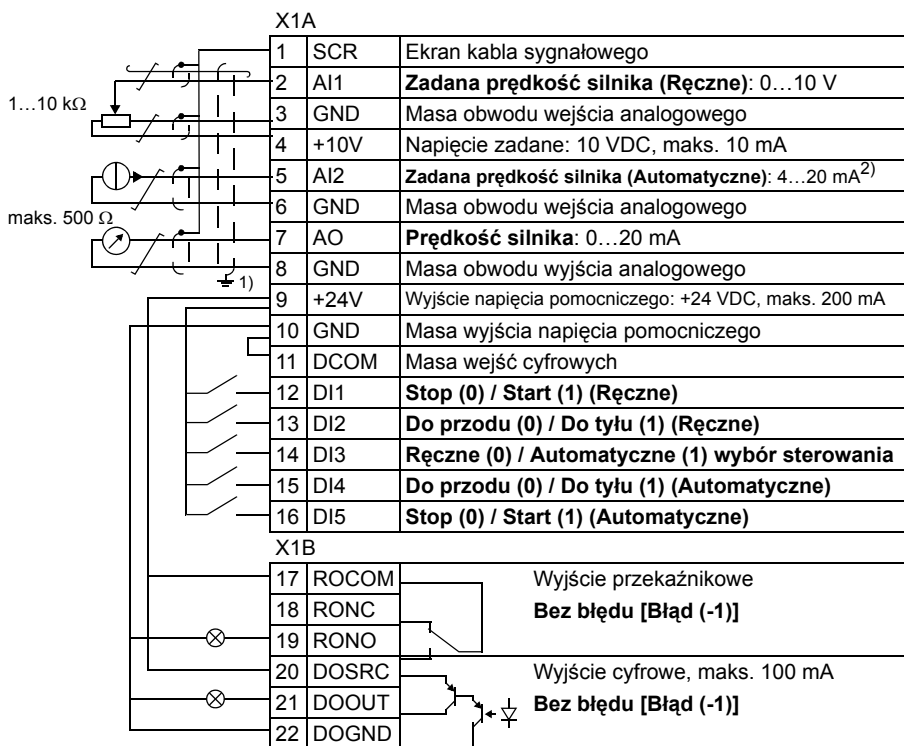 X1A
1 SCR Ekran kabla sygnałowego
2 AI1 Zadana prędkość silnika (Ręczne): 0…10 V
1…10 kΩ
3 GND Masa obwodu wejścia analogowego
4 +10V Napięcie zadane: 10 VDC, maks. 10 mA
5 AI2 Zadana prędkość silnika (Automatyczne): 4…20 mA2)
6 GND Masa obwodu wejścia analogowego
maks. 500 Ω
7 AO Prędkość silnika: 0…20 mA
8 GND Masa obwodu wyjścia analogowego
1)
9 +24V Wyjście napięcia pomocniczego: +24 VDC, maks. 200 mA
10 GND Masa wyjścia napięcia pomocniczego
11 DCOM Masa wejść cyfrowych
12 DI1 Stop (0) / Start (1) (Ręczne)
13 DI2 Do przodu (0) / Do tyłu (1) (Ręczne)
14 DI3 Ręczne (0) / Automatyczne (1) wybór sterowania
15 DI4 Do przodu (0) / Do tyłu (1) (Automatyczne)
16 DI5 Stop (0) / Start (1) (Automatyczne)
X1B
17 ROCOM Wyjście przekaźnikowe
18 RONC Bez błędu [Błąd (-1)]
19 RONO
20 DOSRC Wyjście cyfrowe, maks. 100 mA
21 DOOUT Bez błędu [Błąd (-1)]
22 DOGND